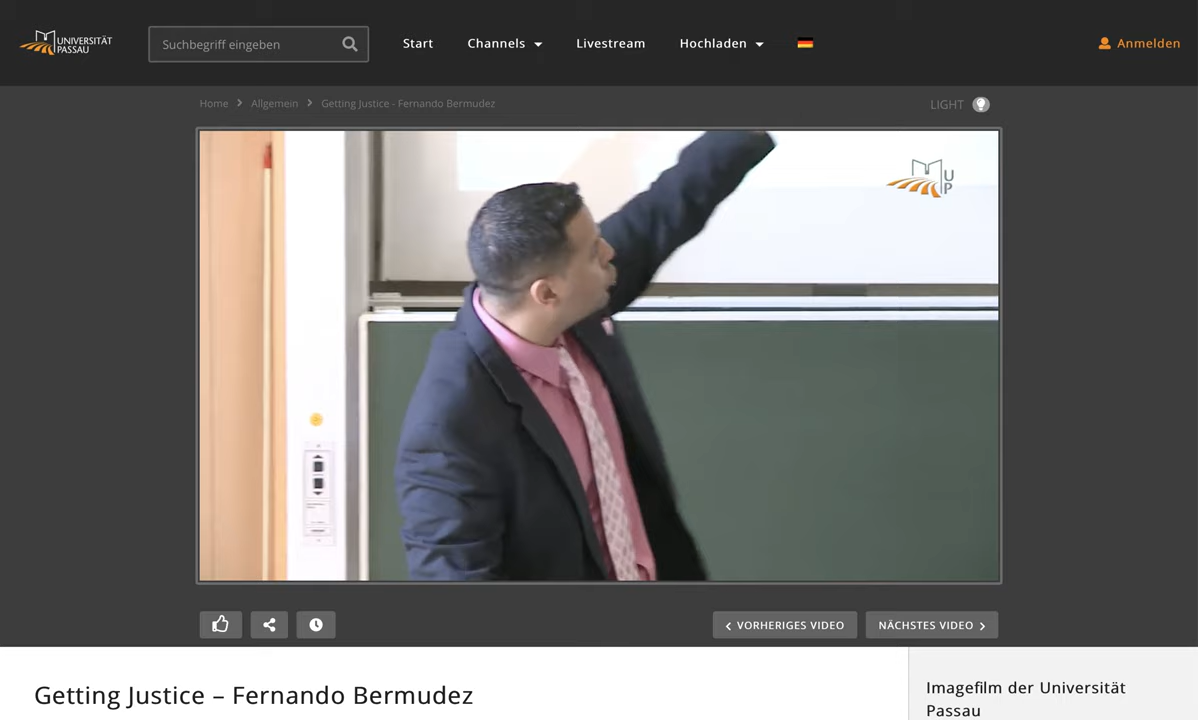 UNIVERSITÄT
PASSAU
Suchbegriff eingeben
Start
Channels
Livestream
Hochladen
Anmelden
Home
Allgemein
Getting Justice - Fernando Bermudez
LIGHT
U
P
VORHERIGES VIDEO
NÄCHSTES VIDEO
Getting Justice – Fernando Bermudez
Imagefilm der Universität
Passau